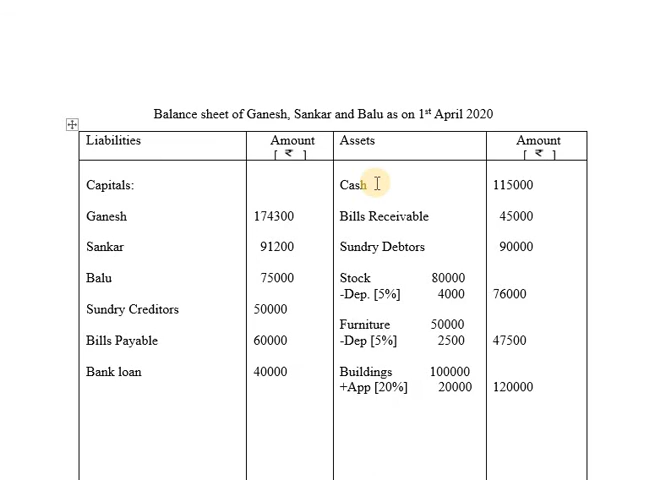 Balance sheet of Ganesh, Sankar and Balu as on 1st April 2020
Liabilities Amount [ ₹ ] Assets Amount [ ₹ ]
Capitals: Cash 115000
Ganesh 174300 Bills Receivable 45000
Sankar 91200 Sundry Debtors 90000
Balu 75000 Stock 80000
-Dep. [5%] 4000 76000
Sundry Creditors 50000
Furniture 50000
Bills Payable 60000 -Dep [5%] 2500 47500
Bank loan 40000 Buildings 100000
+App [20%] 20000 120000